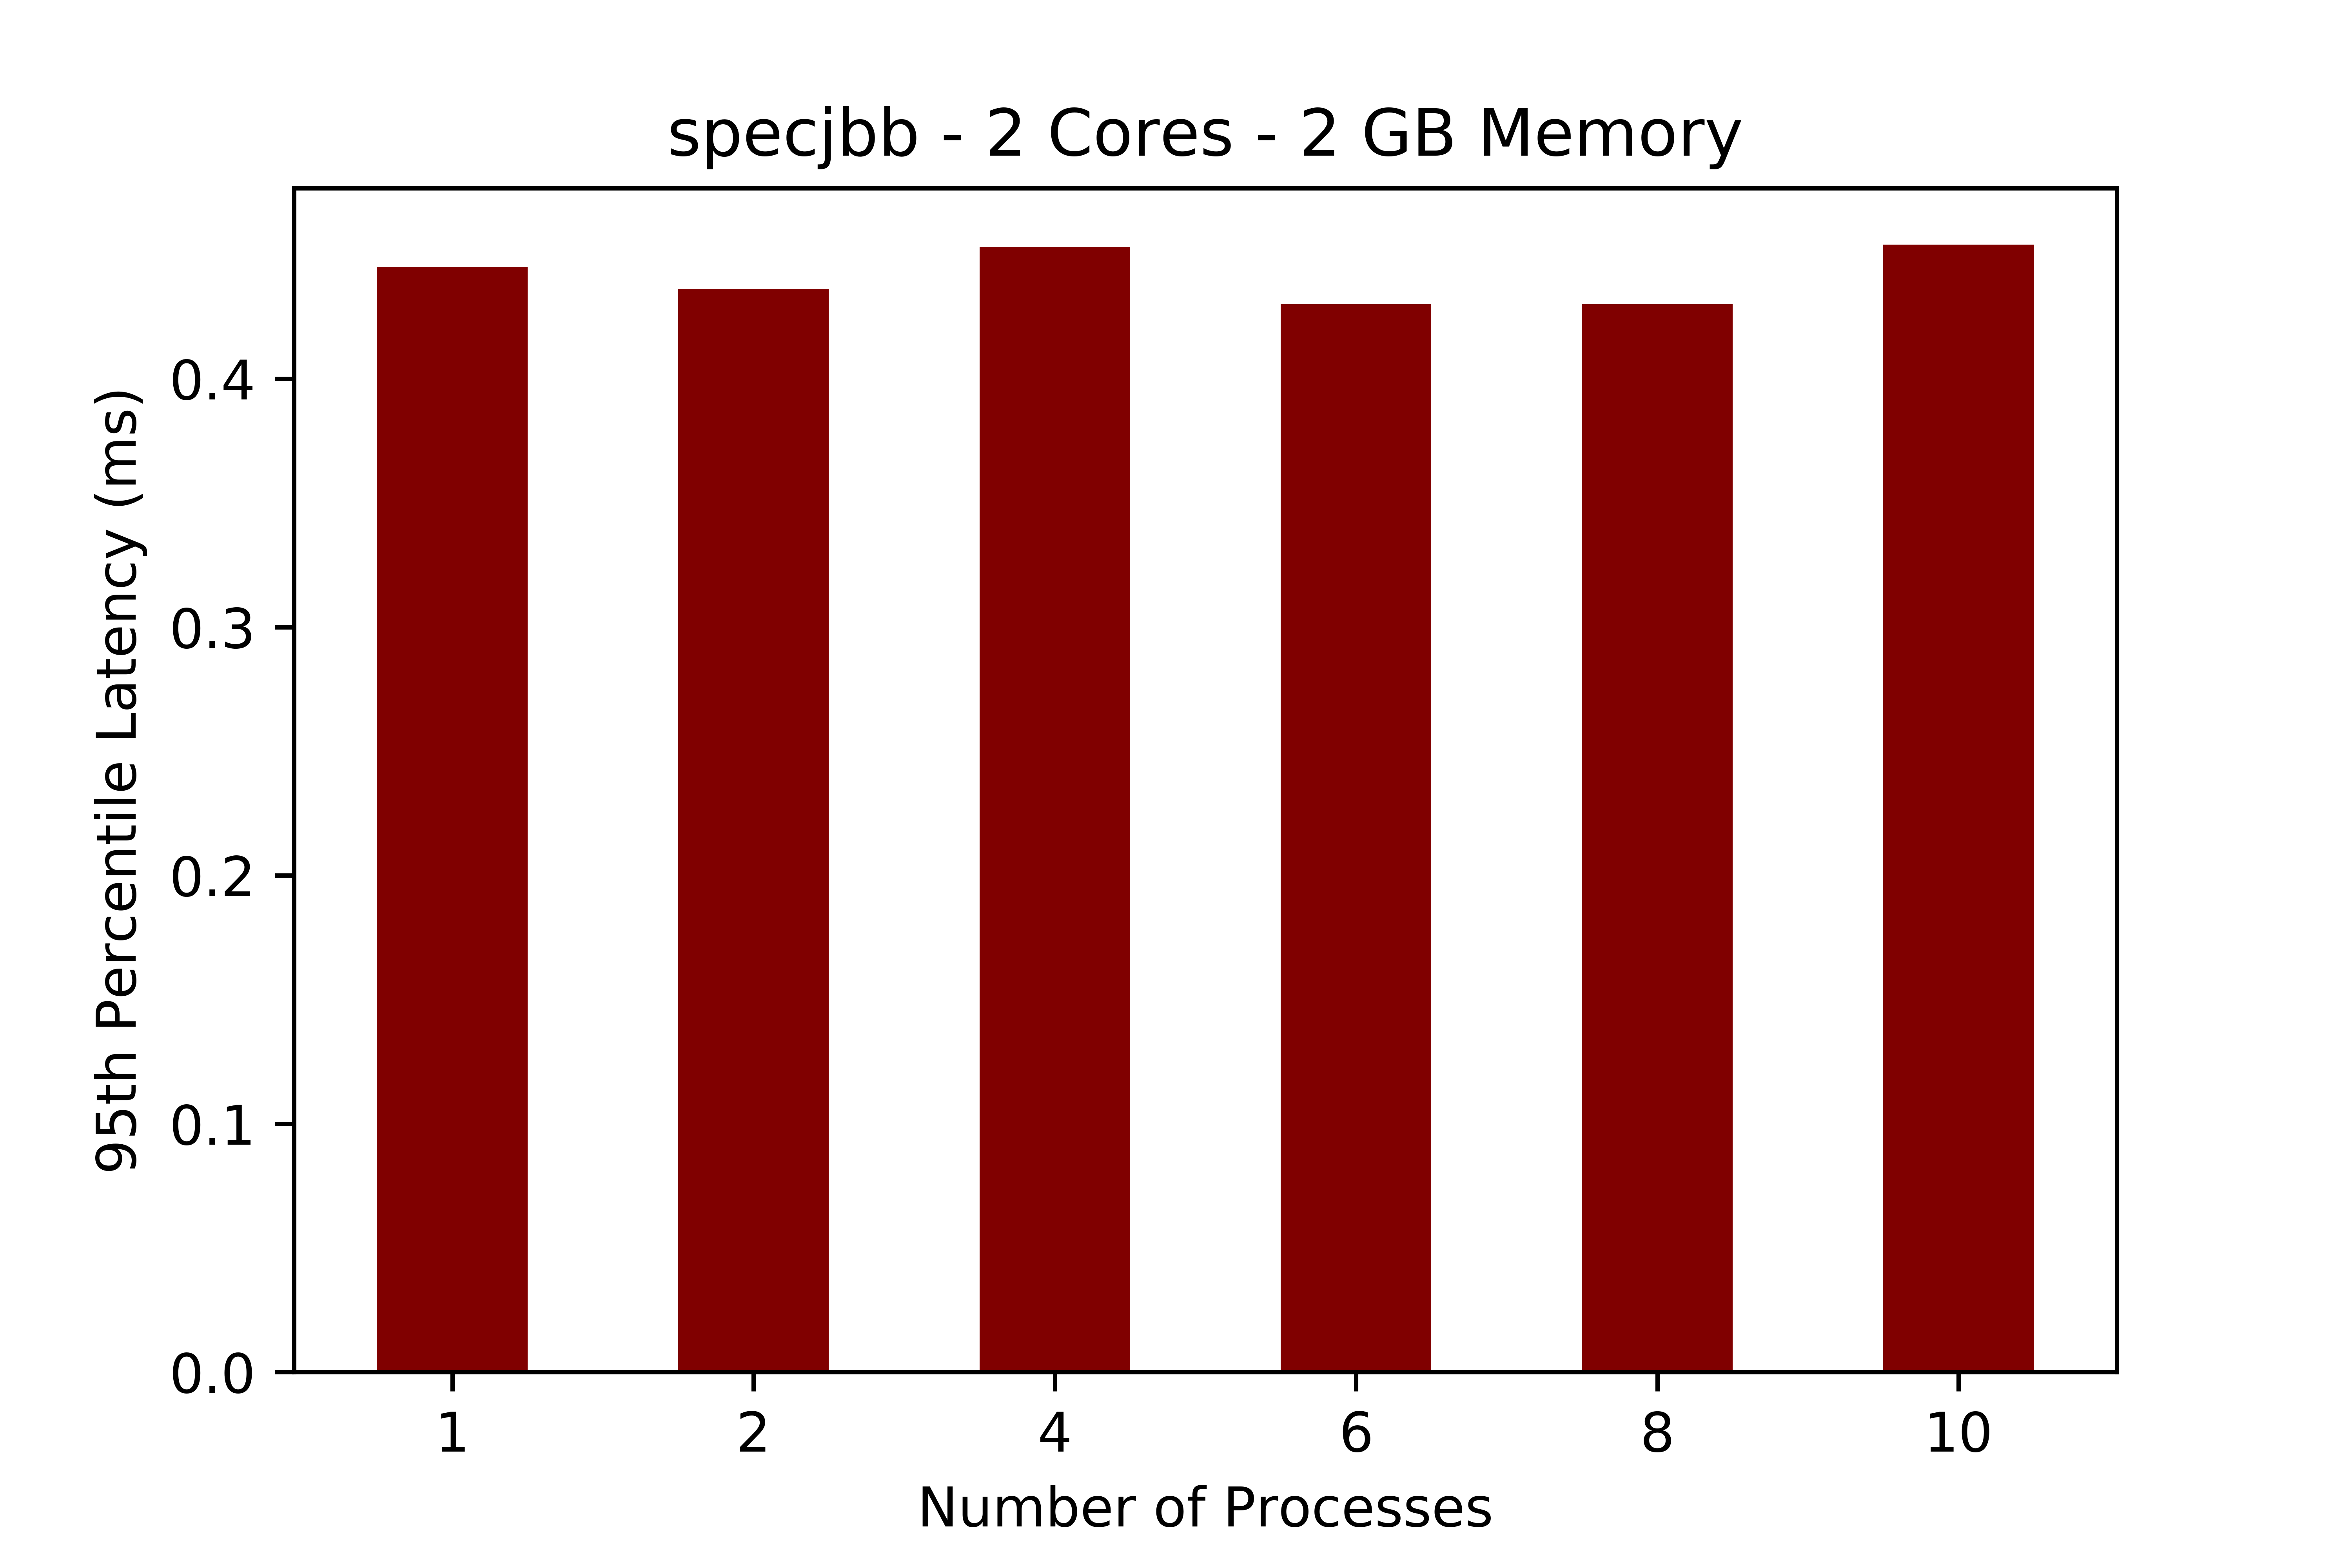 specjbb - 2 Cores - 2 GB Memory
95th Percentile Latency (ms)
0.4
0.3
0.2
0.1
0.0
1 2 4 6 8 10
Number of Processes